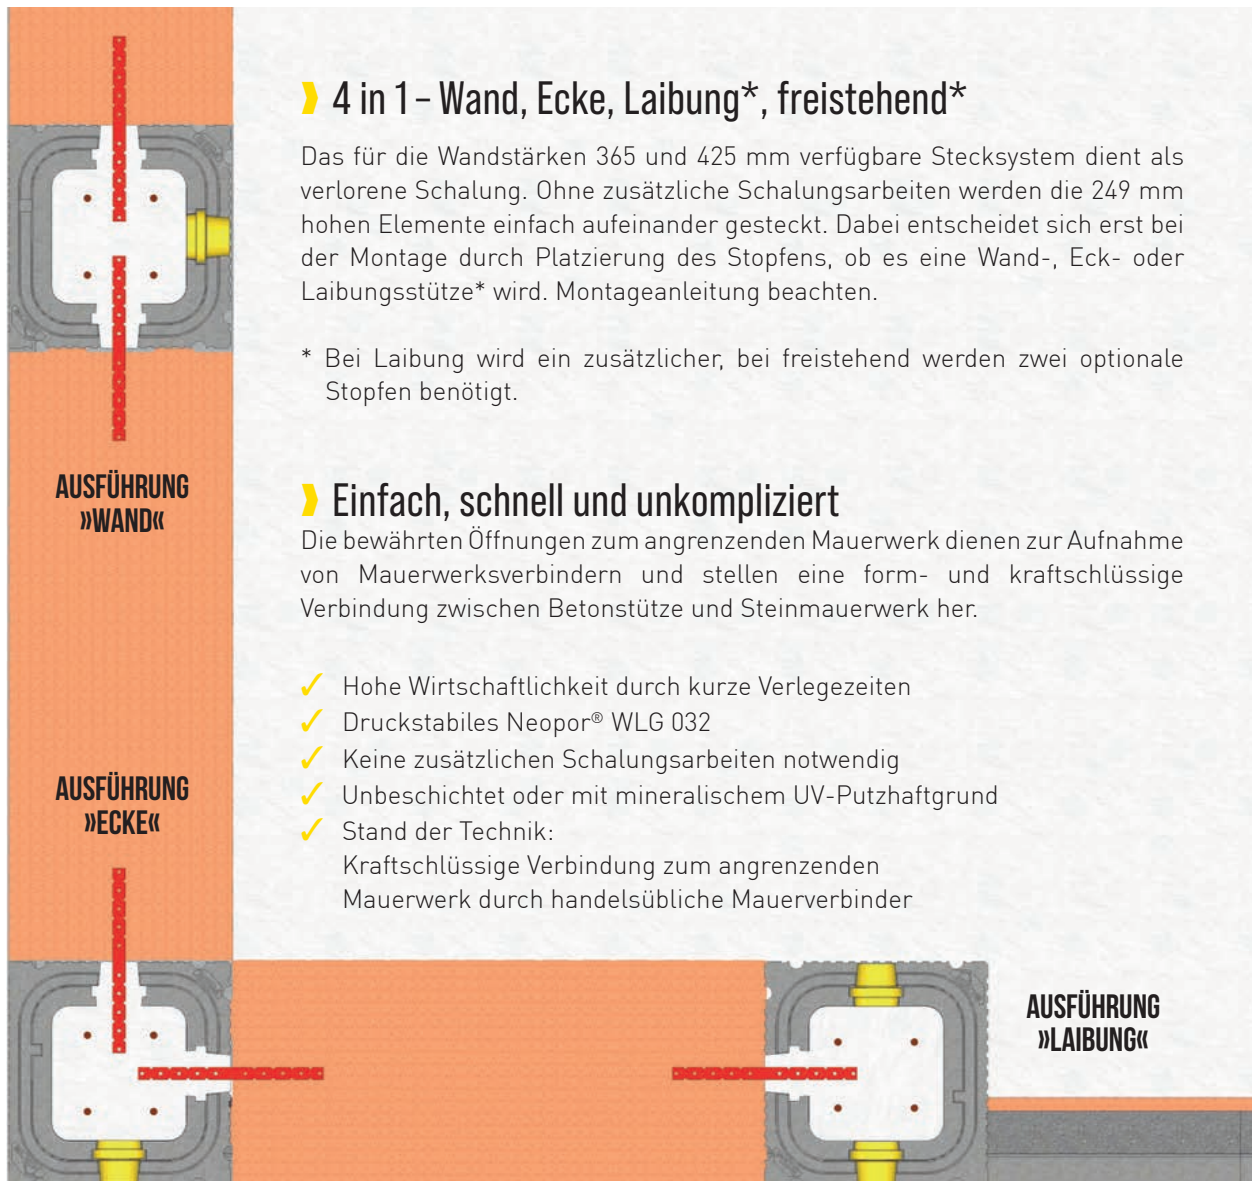 4 in 1 – Wand, Ecke, Laibung*, freistehend*
Das für die Wandstärken 365 und 425 mm verfügbare Stecksystem dient als
verlorene Schalung. Ohne zusätzliche Schalungsarbeiten werden die 249 mm
hohen Elemente einfach aufeinander gesteckt. Dabei entscheidet sich erst bei
der Montage durch Platzierung des Stopfens, ob es eine Wand-, Eck- oder
Laibungsstütze* wird. Montageanleitung beachten.
* Bei Laibung wird ein zusätzlicher, bei freistehend werden zwei optionale
Stopfen benötigt.
AUSFÜHRUNG
»WAND«
Einfach, schnell und unkompliziert
Die bewährten Öffnungen zum angrenzenden Mauerwerk dienen zur Aufnahme
von Mauerwerksverbindern und stellen eine form- und kraftschlüssige
Verbindung zwischen Betonstütze und Steinmauerwerk her.
✓ Hohe Wirtschaftlichkeit durch kurze Verlegezeiten
✓ Druckstabiles Neopor® WLG 032
✓ Keine zusätzlichen Schalungsarbeiten notwendig
✓ Unbeschichtet oder mit mineralischem UV-Putzhaftgrund
✓ Stand der Technik:
Kraftschlüssige Verbindung zum angrenzenden
Mauerwerk durch handelsübliche Mauerverbinder
AUSFÜHRUNG
»ECKE«
AUSFÜHRUNG
»LAIBUNG«